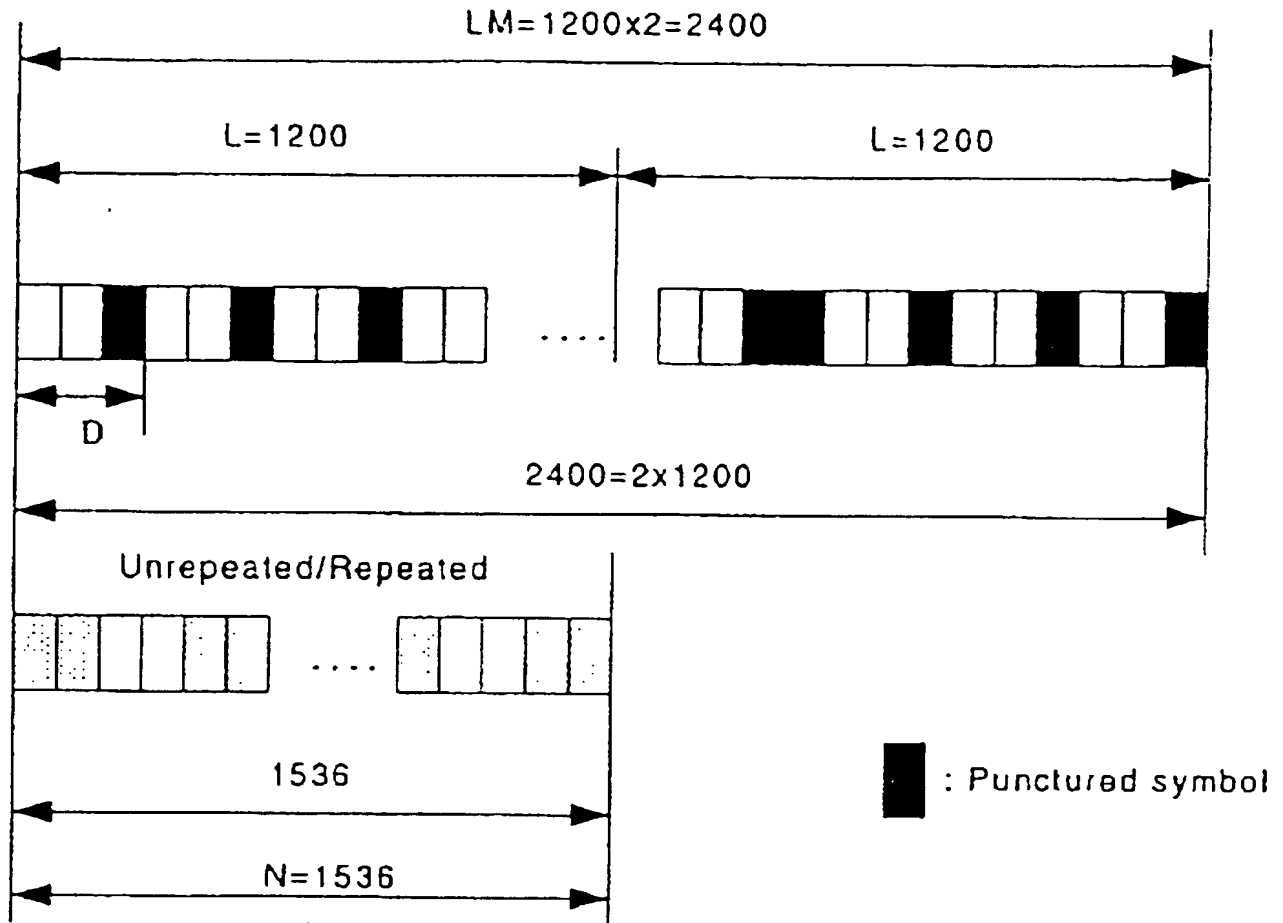 LM=1200x2=2400
L=1200
L=1200
....
....
D
2400=2x1200
Unrepeated/Repeated
....
1536
: Punctured symbol
N=1536